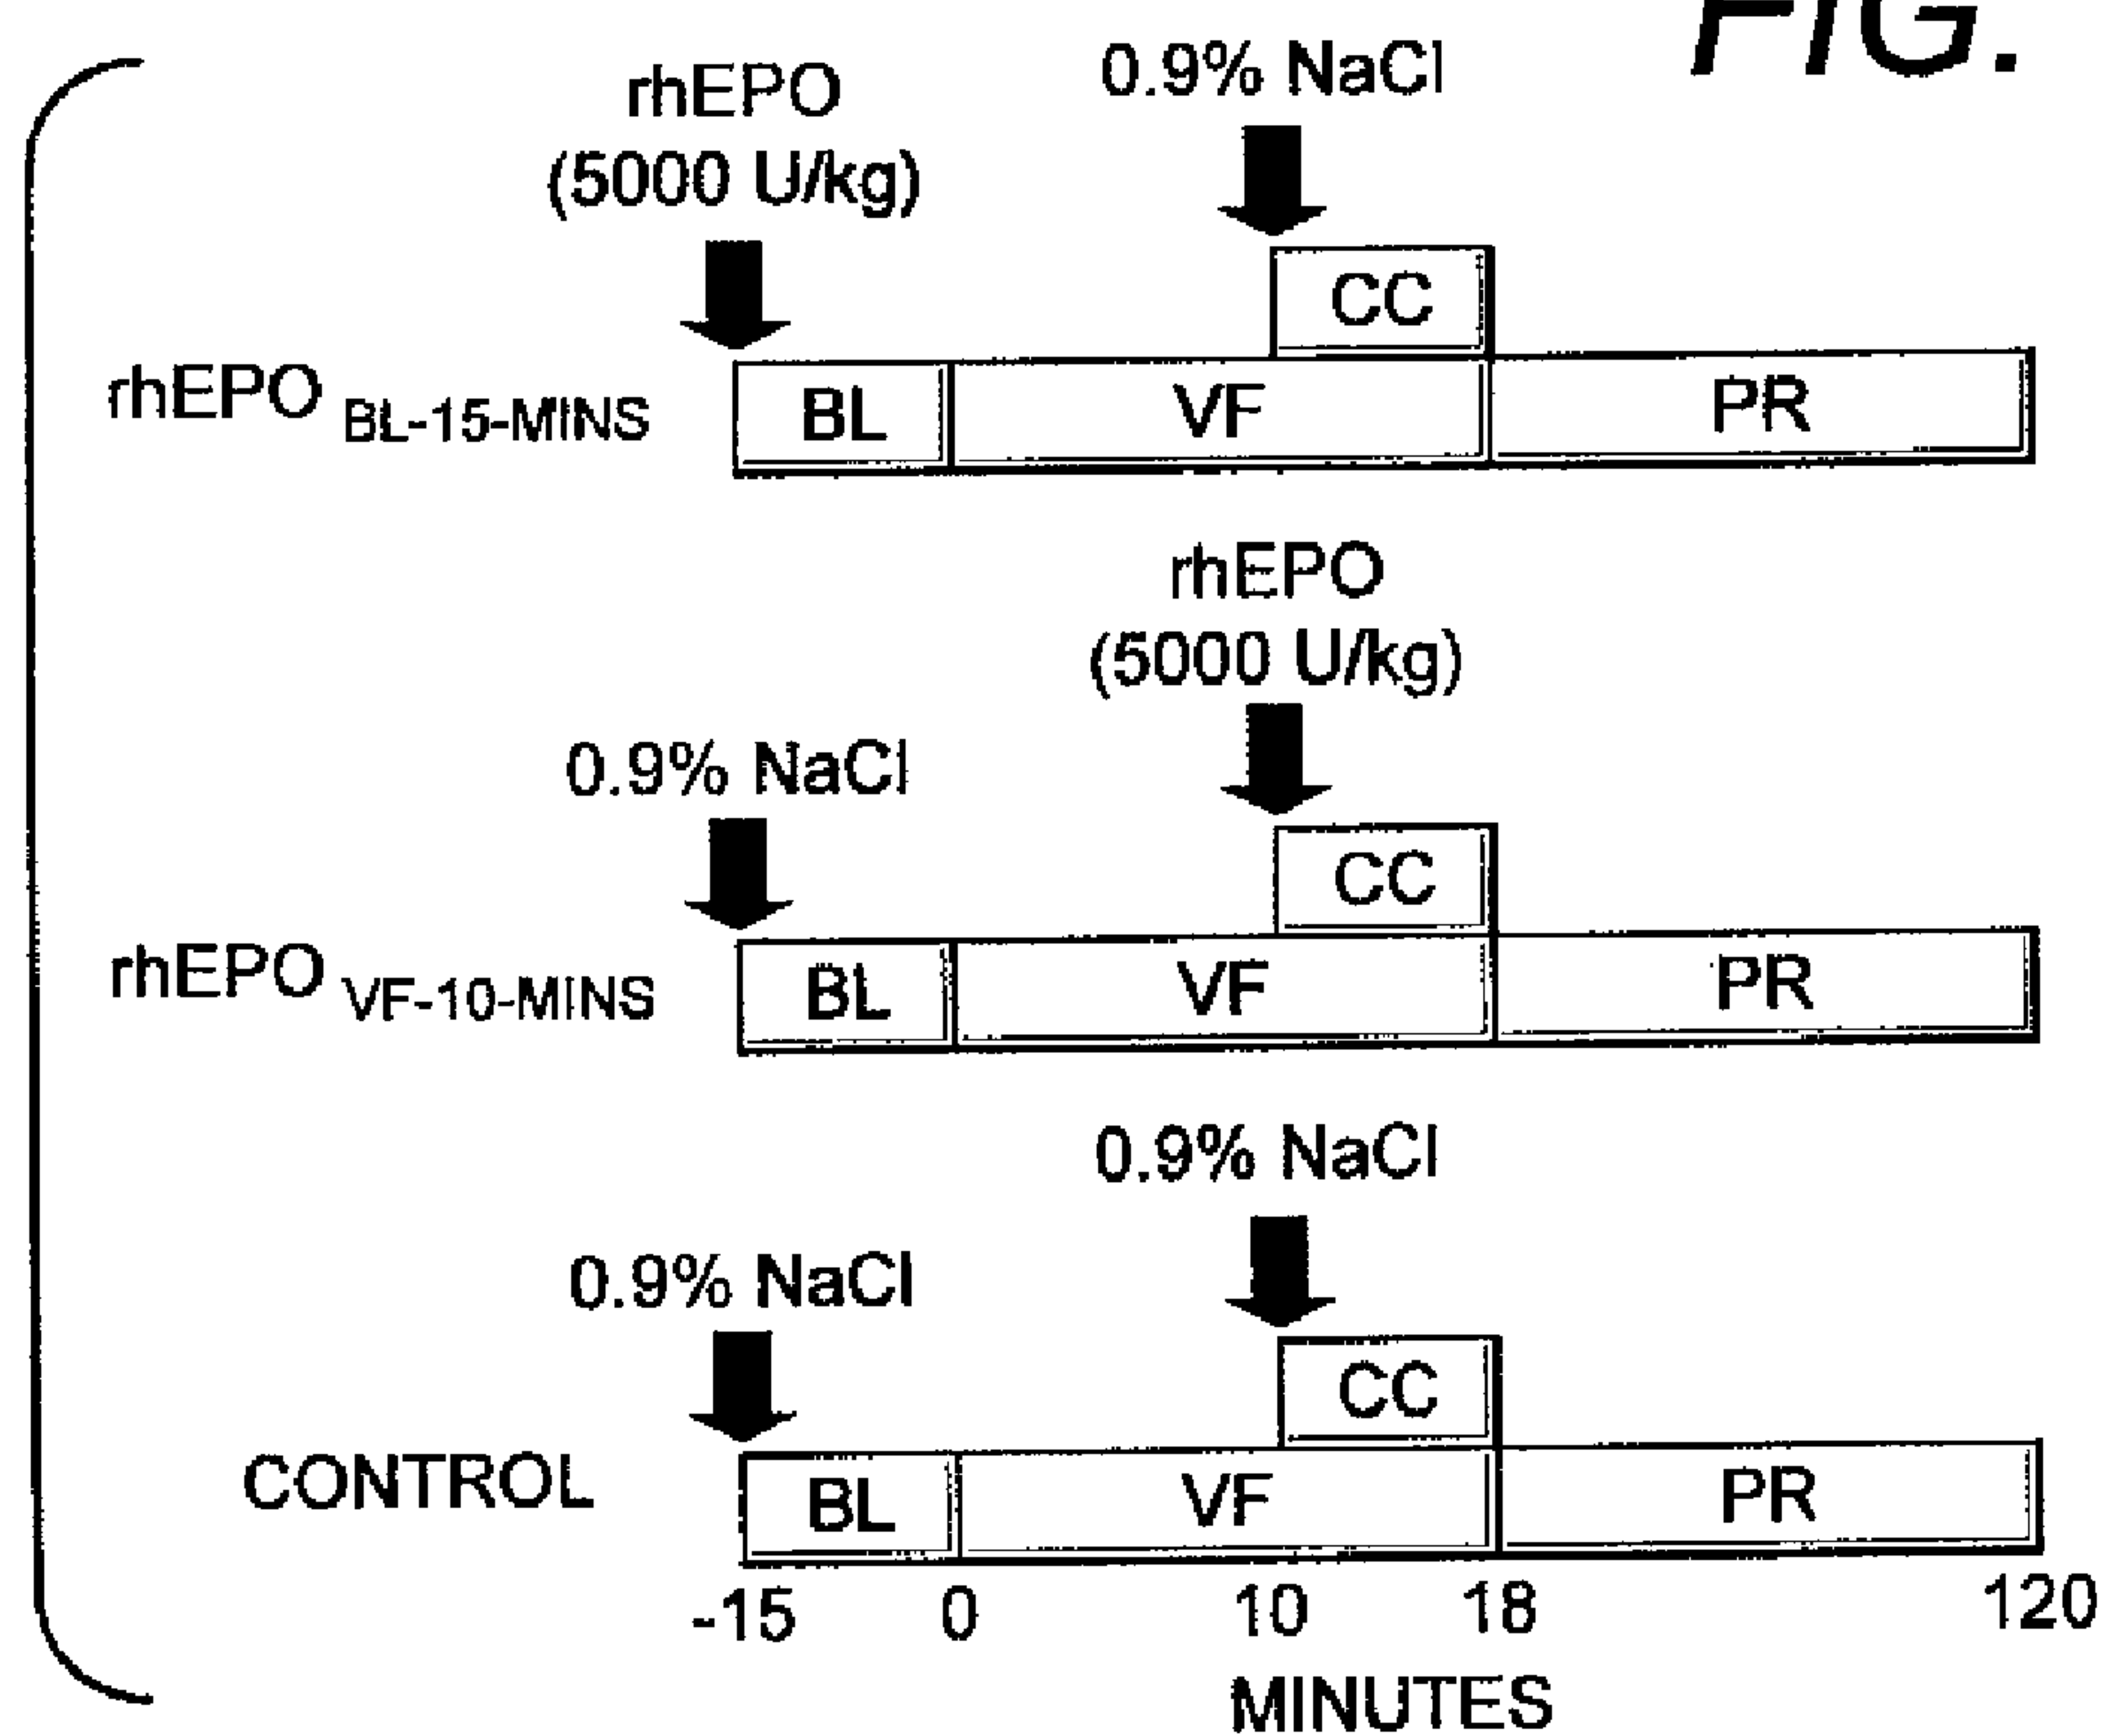 FIG.
rhEPO
(5000 U/kg)
0.9% NaCl
CC
rhEPO BL-15-MINS
BL
VF
PR
rhEPO
(5000 U/kg)
0.9% NaCl
CC
rhEPO VF-10-MINS
BL
VF
PR
0.9% NaCl
0.9% NaCl
CC
CONTROL
BL
VF
PR
-15 0 10 18 120
MINUTES